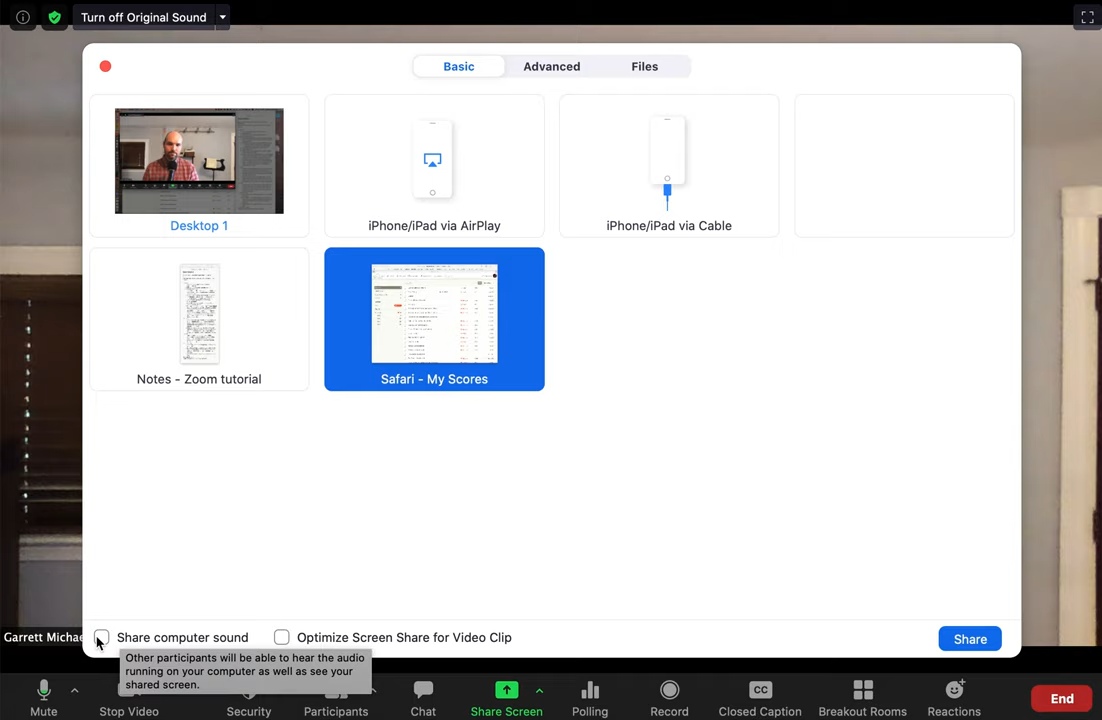 Turn off Original Sound
Basic
Advanced
Files
Desktop 1
iPhone/iPad via AirPlay
iPhone/iPad via Cable
Notes - Zoom tutorial
Safari - My Scores
Garrett Michae
Share computer sound
Optimize Screen Share for Video Clip
Share
Other participants will be able to hear the audio
running on your computer as well as see your
shared screen.
Mute
Stop Video
Security
Participants
Chat
Share Screen
Polling
Record
CC
Closed Caption
Breakout Rooms
Reactions
End